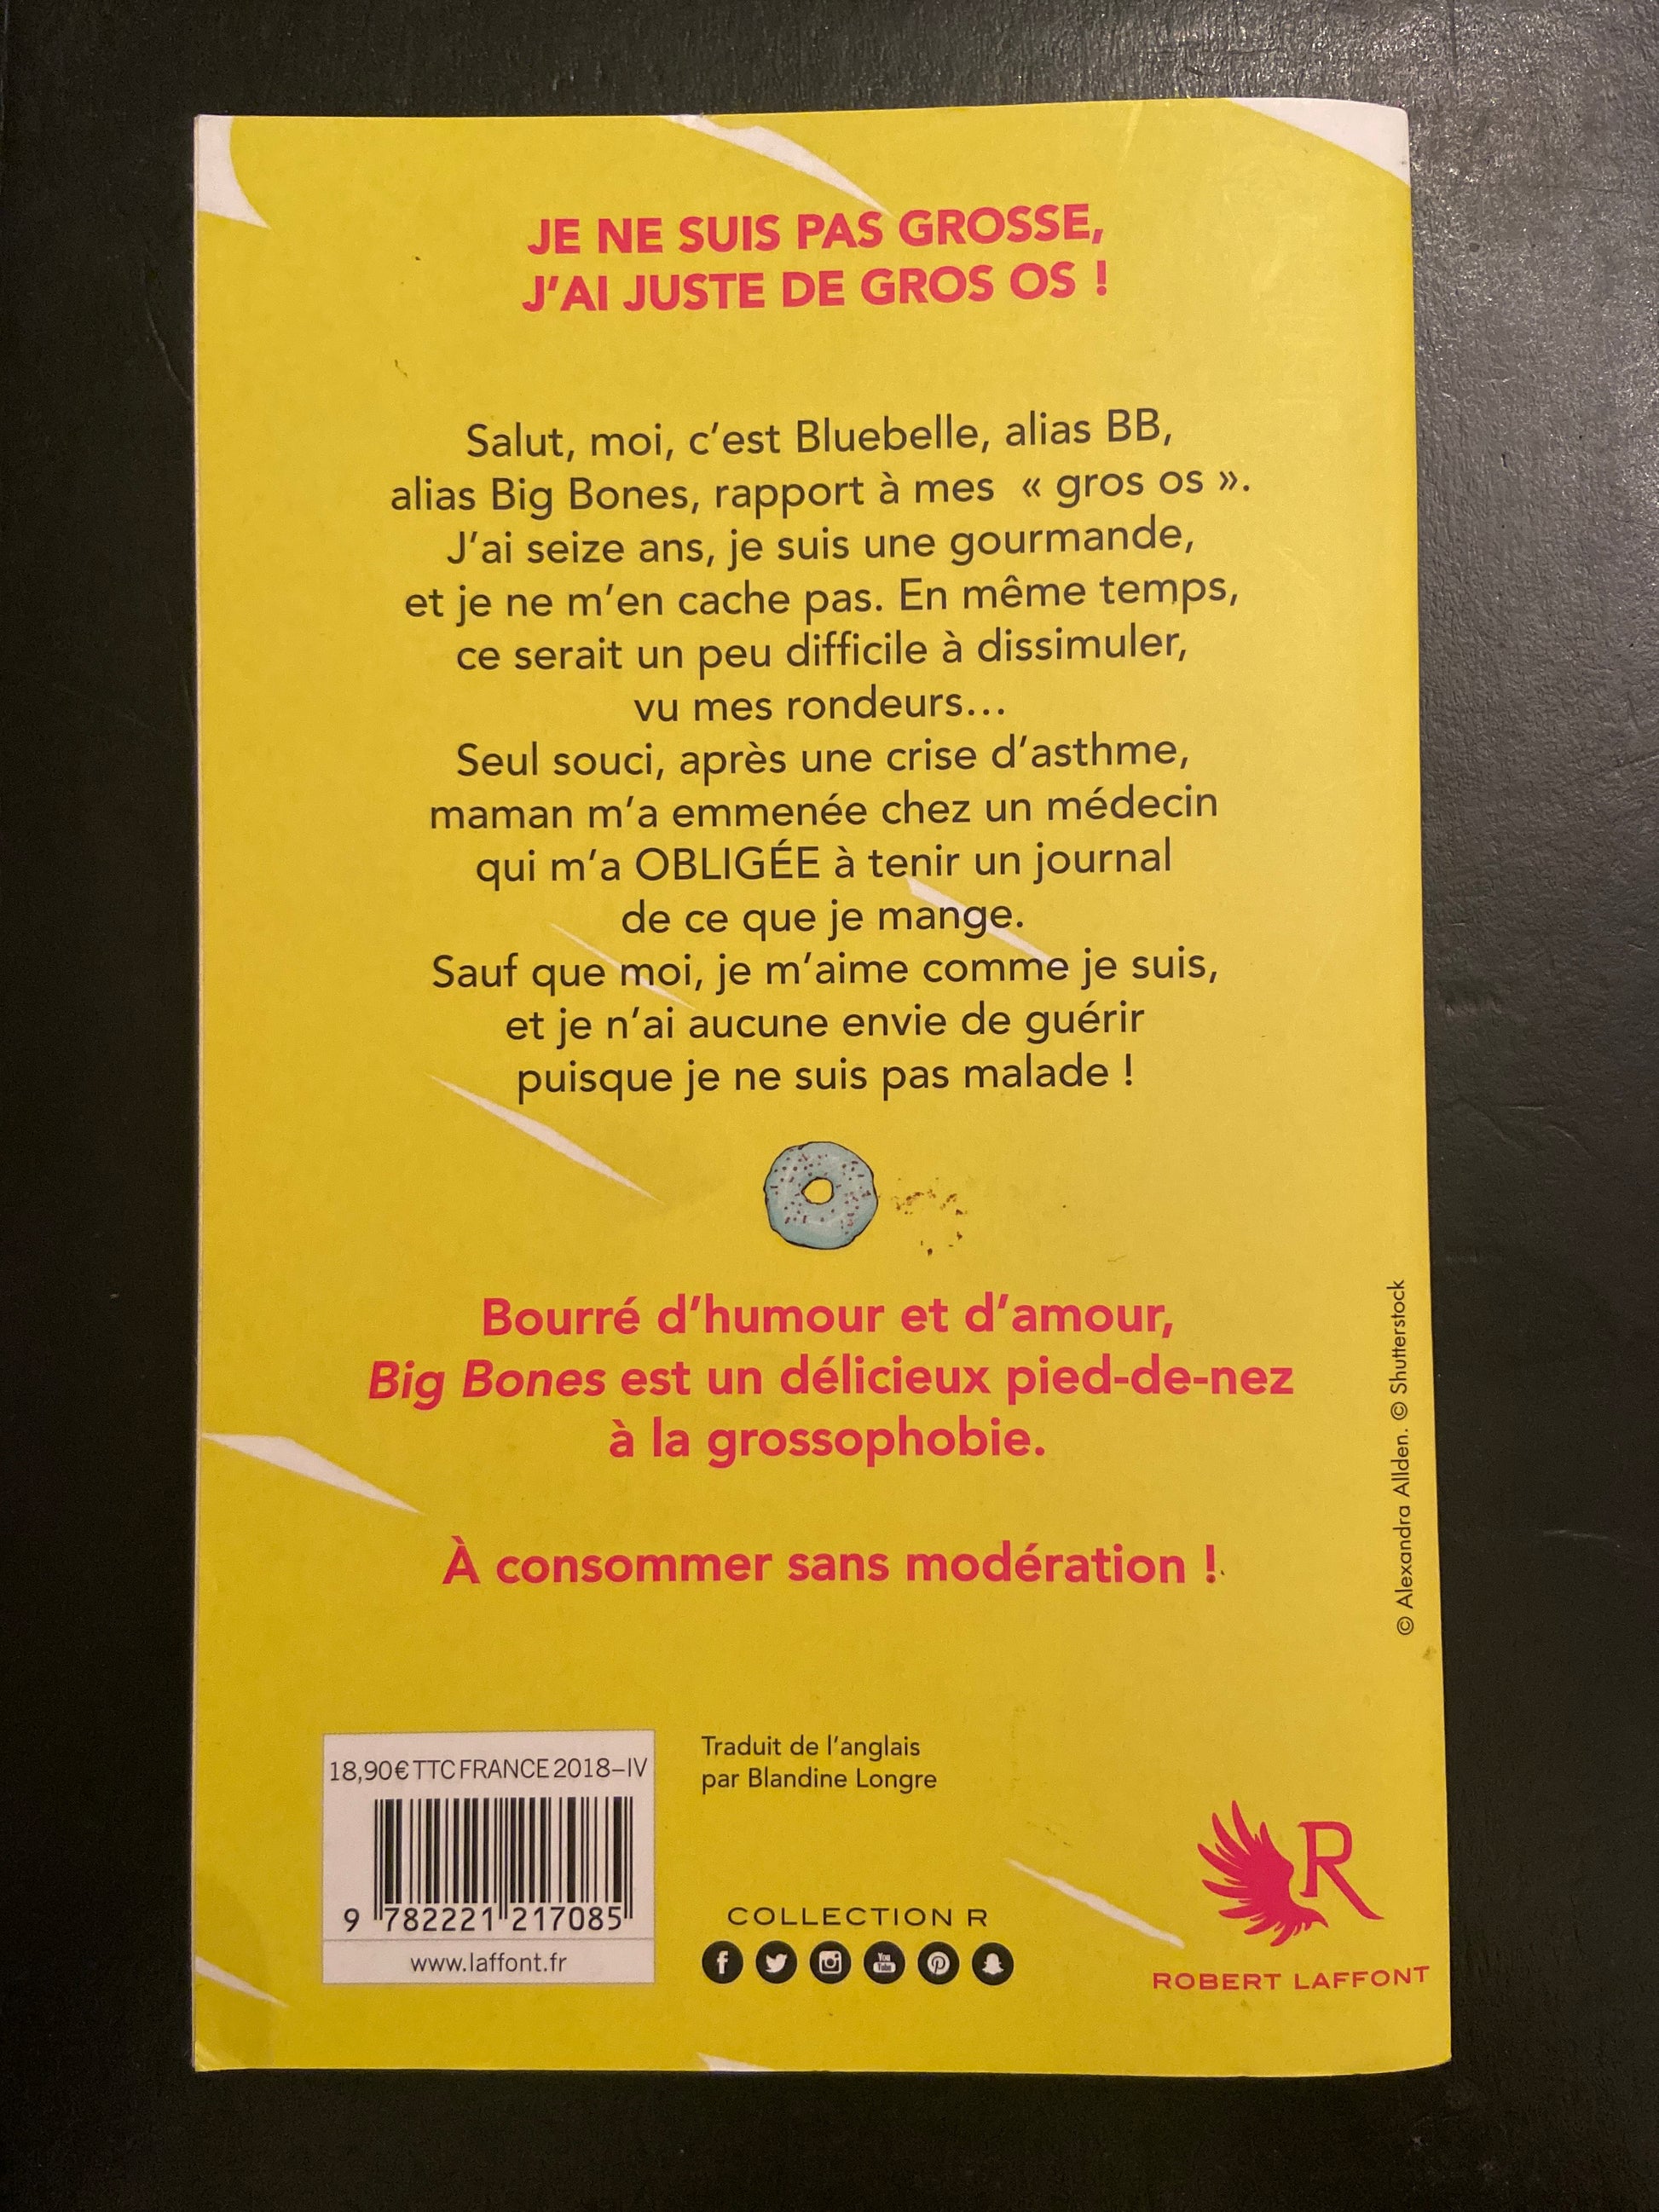 JE NE SUIS PAS GROSSE,
J'AI JUSTE DE GROS OS !
Salut, moi, c'est Bluebelle, alias BB,
alias Big Bones, rapport à mes « gros os ».
J'ai seize ans, je suis une gourmande,
et je ne m'en cache pas. En même temps,
ce serait un peu difficile à dissimuler,
vu mes rondeurs...
Seul souci, après une crise d'asthme,
maman m'a emmenée chez un médecin
qui m'a OBLIGÉE à tenir un journal
de ce que je mange.
Sauf que moi, je m'aime comme je suis,
et je n'ai aucune envie de guérir
puisque je ne suis pas malade !
Bourré d'humour et d'amour,
Big Bones est un délicieux pied-de-nez
à la grossophobie.
À consommer sans modération !
© Alexandra Allden. © Shutterstock
18,90€ TTC FRANCE 2018–IV
9 782221 217085
www.laffont.fr
Traduit de l'anglais
par Blandine Longre
COLLECTION R
You Tube
R
ROBERT LAFFONT